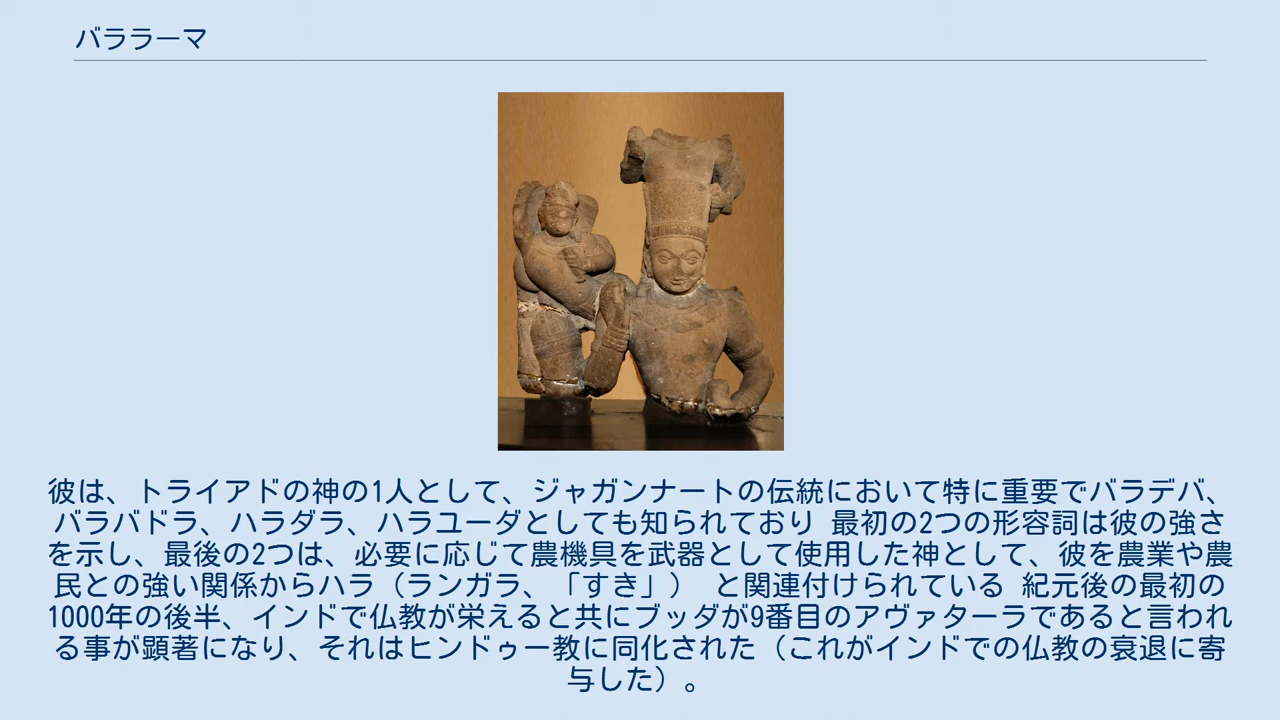 バララーマ
彼は、トライアドの神の1人として、ジャガンナートの伝統において特に重要でバラデバ、
バラバドラ、ハラダラ、ハラユーダとしても知られており 最初の2つの形容詞は彼の強さ
を示し、最後の2つは、必要に応じて農機具を武器として使用した神として、彼を農業や農
民との強い関係からハラ（ランガラ、「すき」） と関連付けられている 紀元後の最初の
1000年の後半、インドで仏教が栄えると共にブッダが9番目のアヴァターラであると言われ
る事が顕著になり、それはヒンドゥー教に同化された（これがインドでの仏教の衰退に寄
与した）。